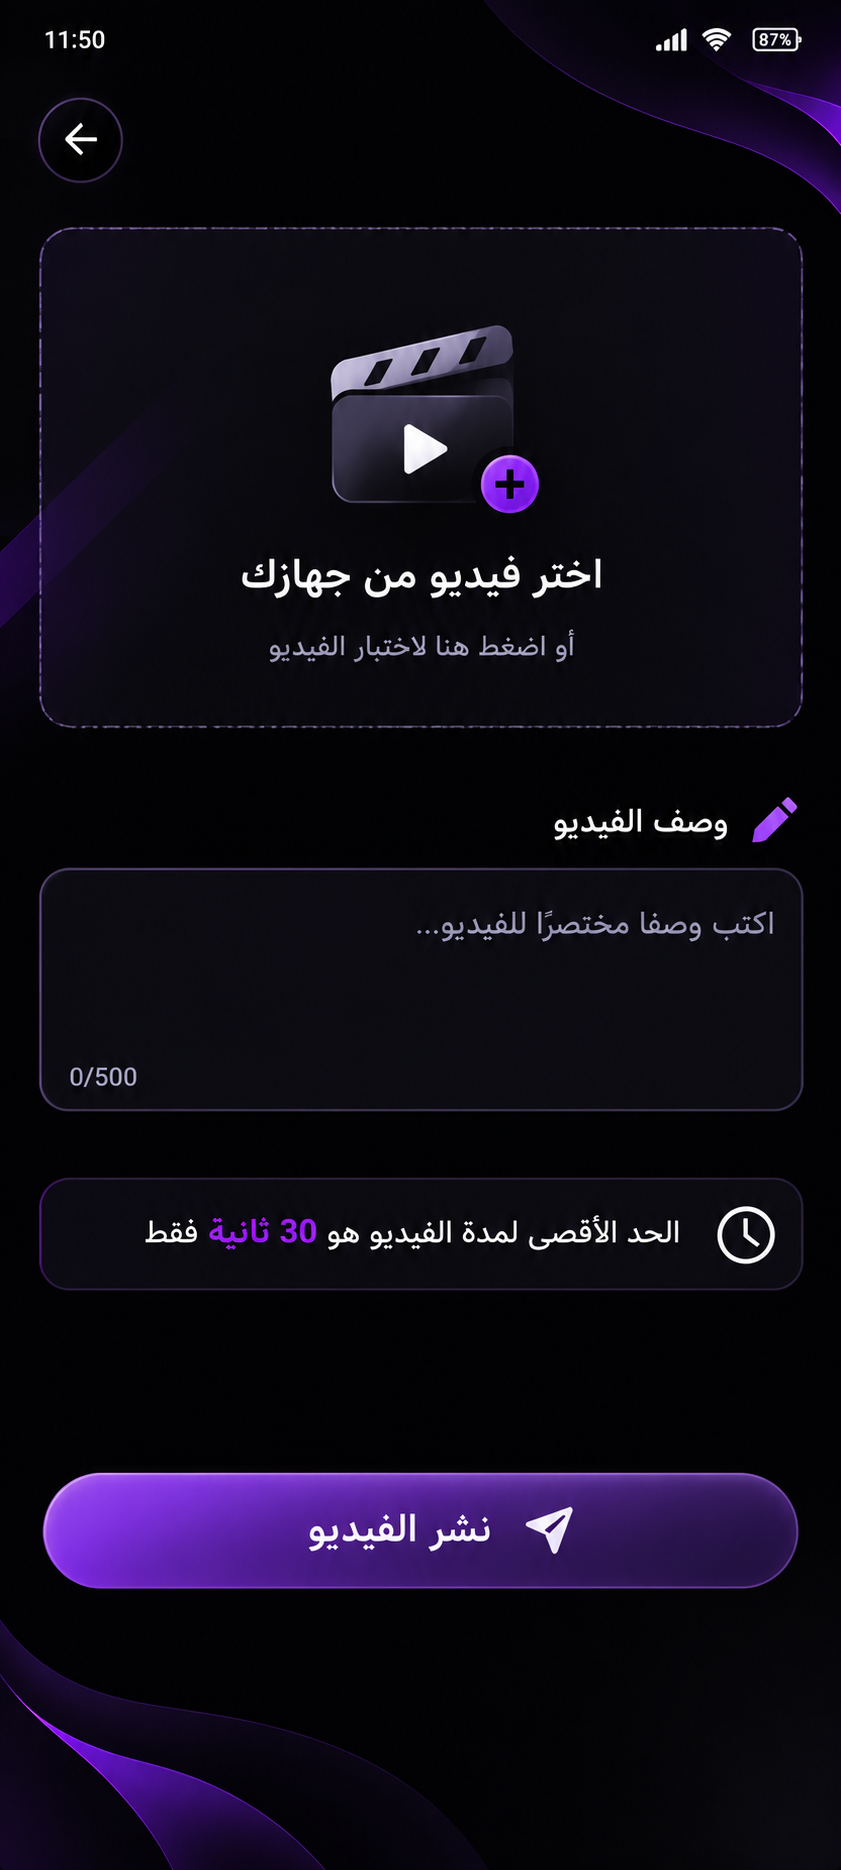 11:50
87%
اختر فيديو من جهازك
أو اضغط هنا لاختبار الفيديو
وصف الفيديو
اكتب وصفا مختصرًا للفيديو...
0/500
الحد الأقصى لمدة الفيديو هو 30 ثانية فقط
نشر الفيديو